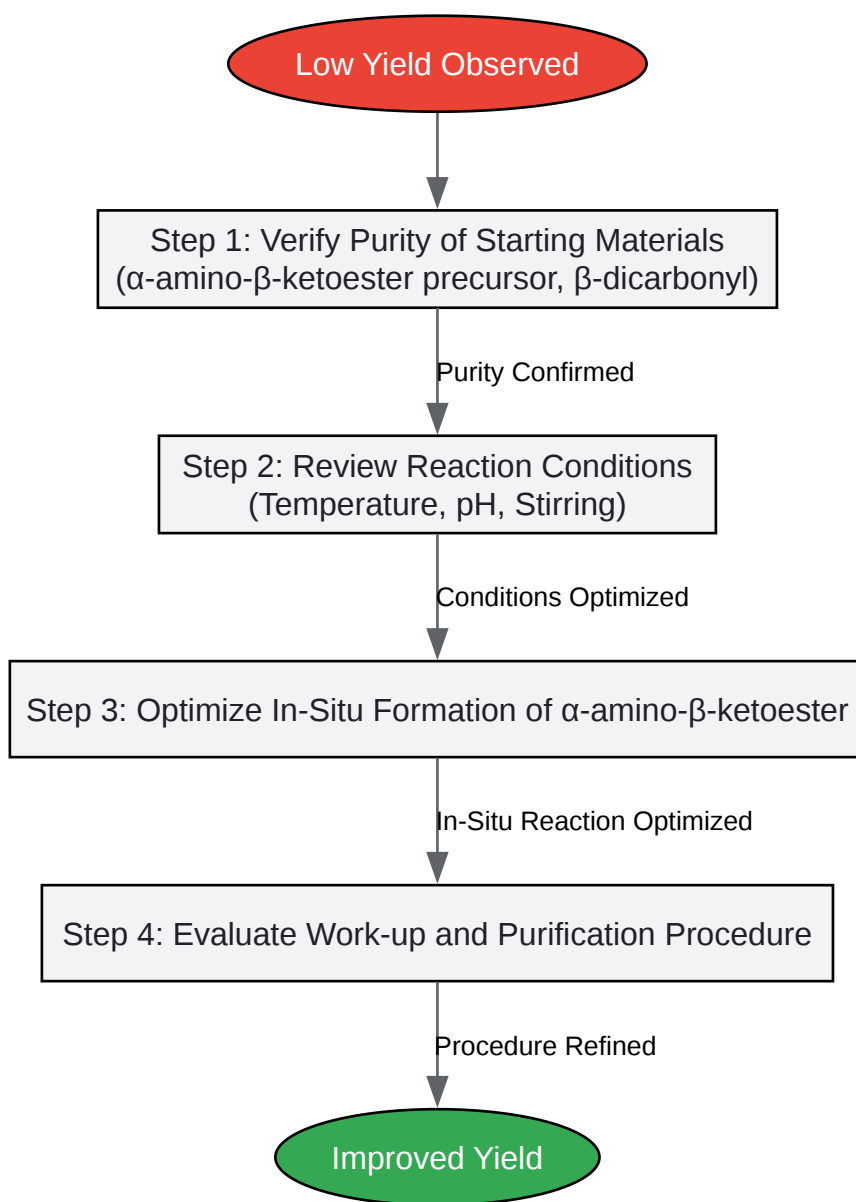 Low Yield Observed
Step 1: Verify Purity of Starting Materials
(α-amino-β-ketoester precursor, β-dicarbonyl)
Purity Confirmed
Step 2: Review Reaction Conditions
(Temperature, pH, Stirring)
Conditions Optimized
Step 3: Optimize In-Situ Formation of α-amino-β-ketoester
In-Situ Reaction Optimized
Step 4: Evaluate Work-up and Purification Procedure
Procedure Refined
Improved Yield